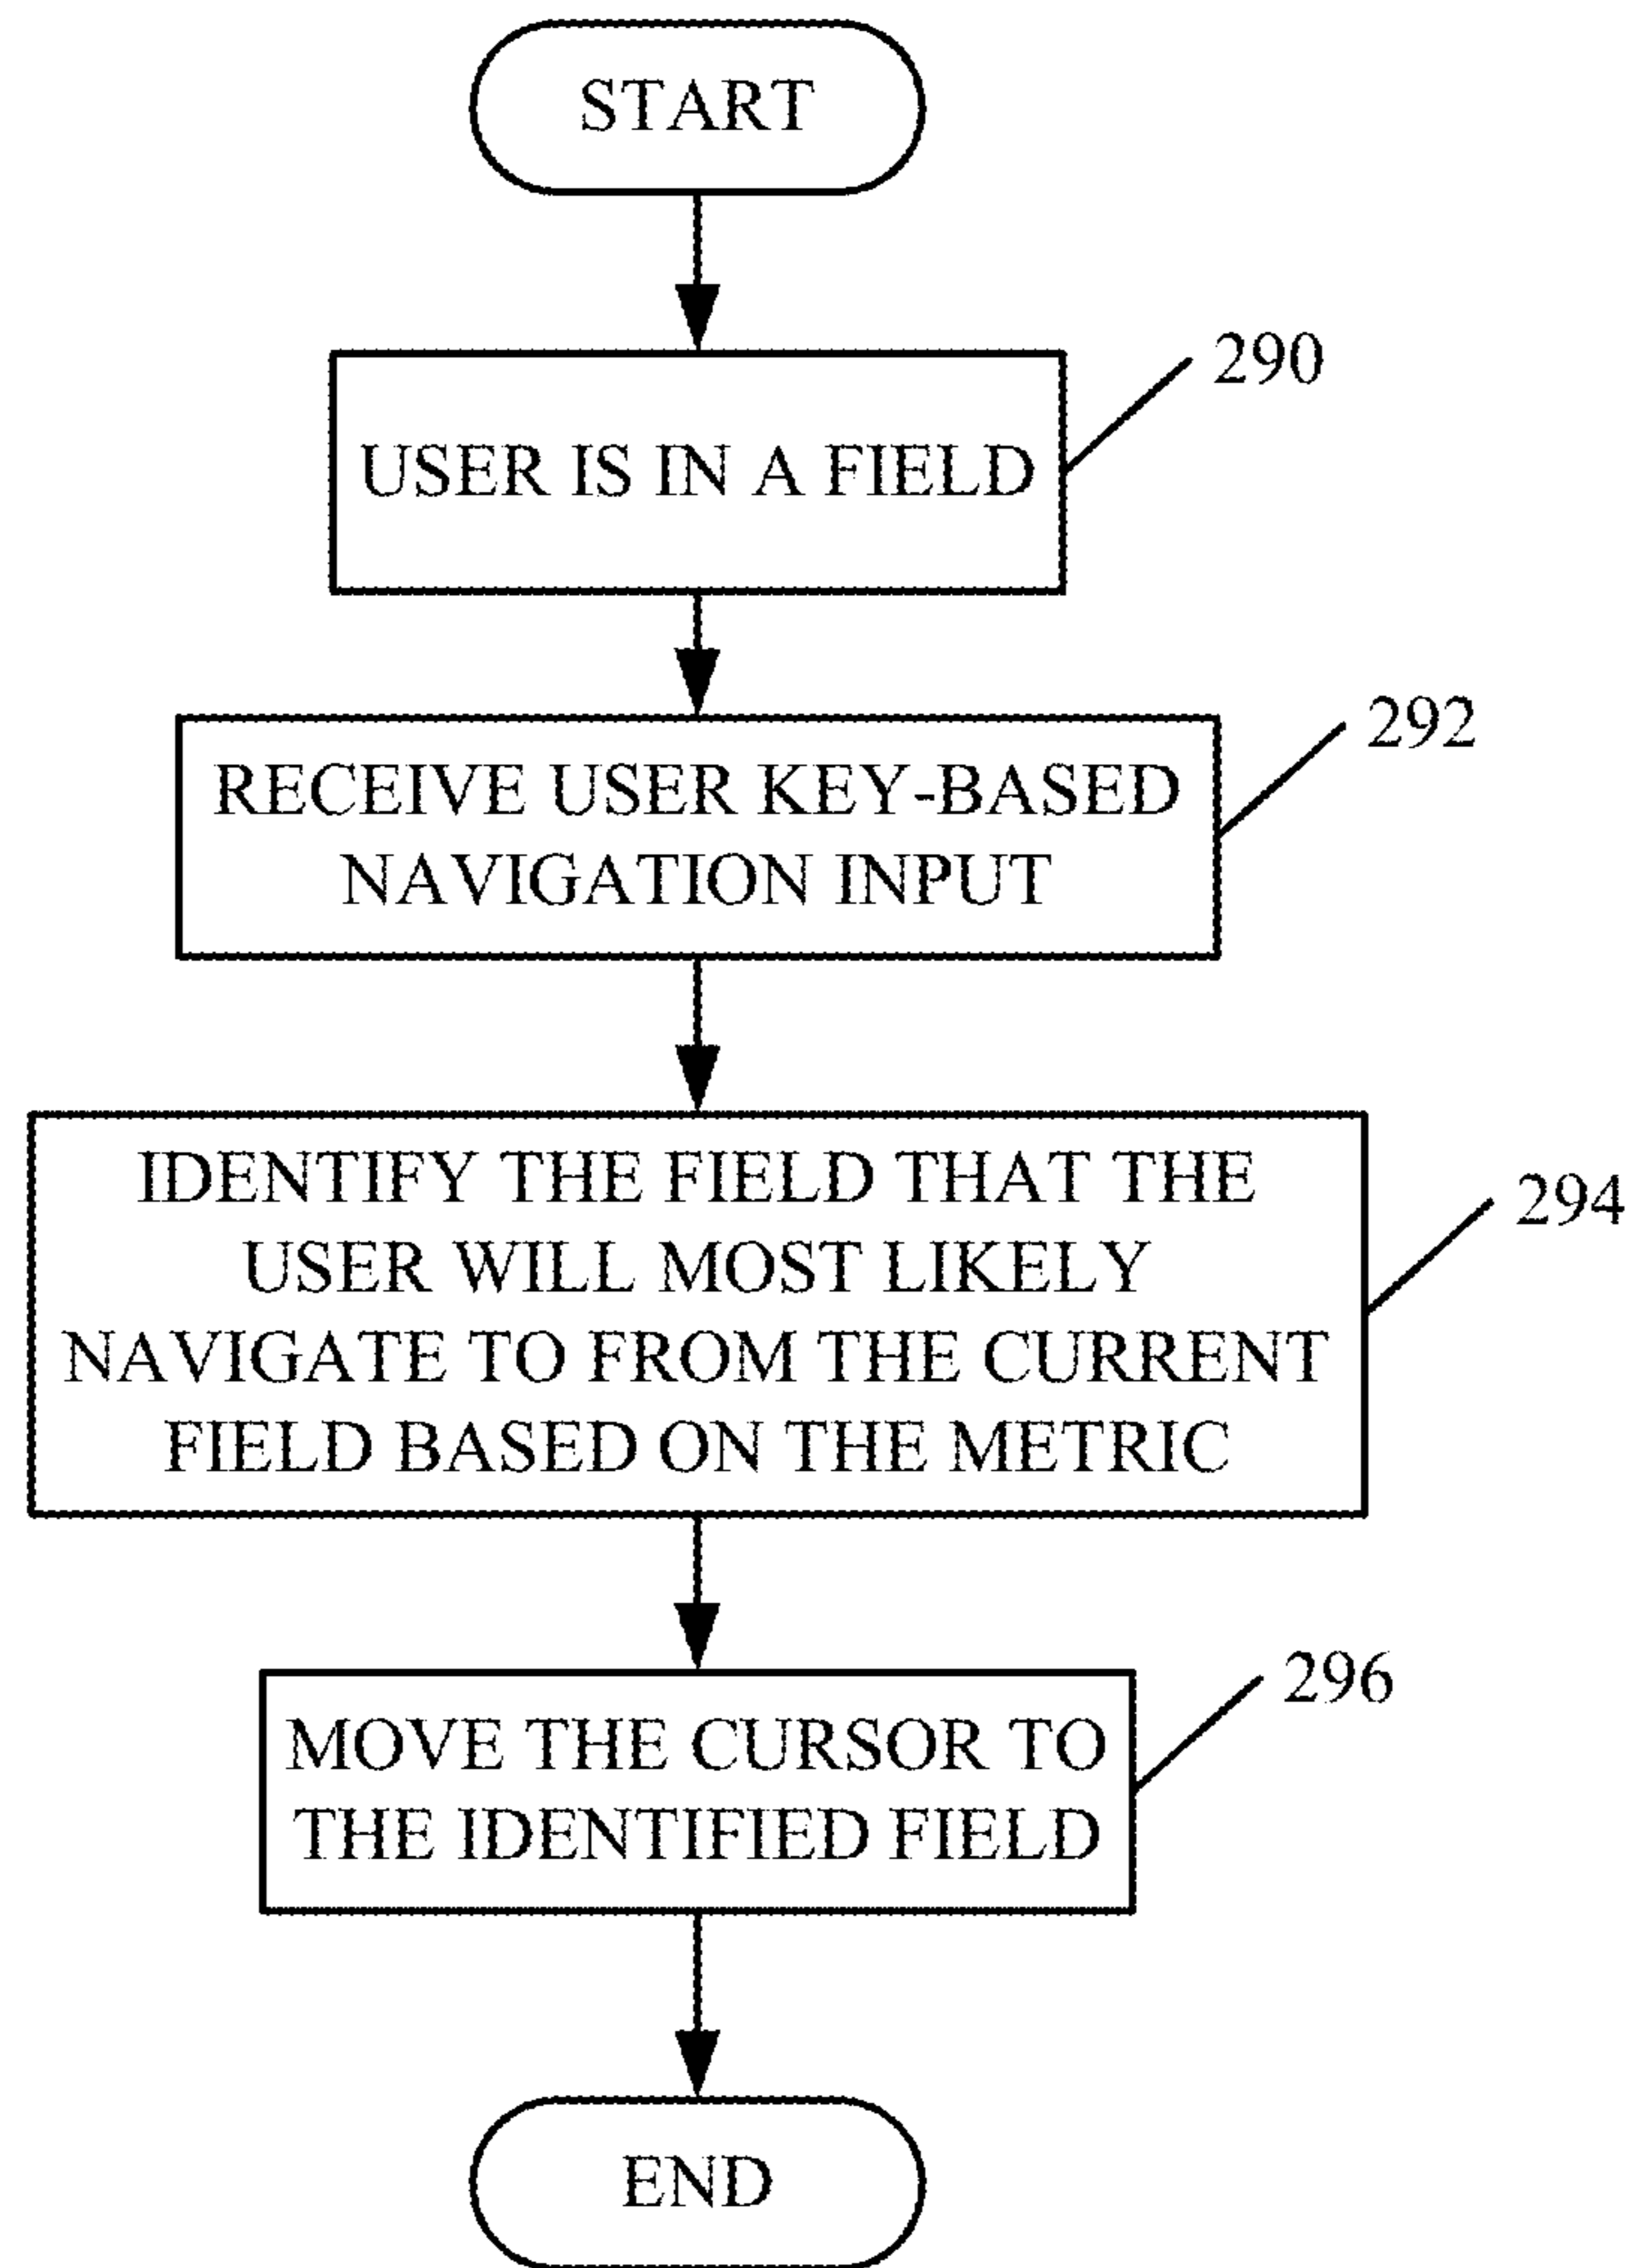 START
290
USER IS IN A FIELD
292
RECEIVE USER KEY-BASED
NAVIGATION INPUT
294
IDENTIFY THE FIELD THAT THE
USER WILL MOST LIKELY
NAVIGATE TO FROM THE CURRENT
FIELD BASED ON THE METRIC
296
MOVE THE CURSOR TO
THE IDENTIFIED FIELD
END